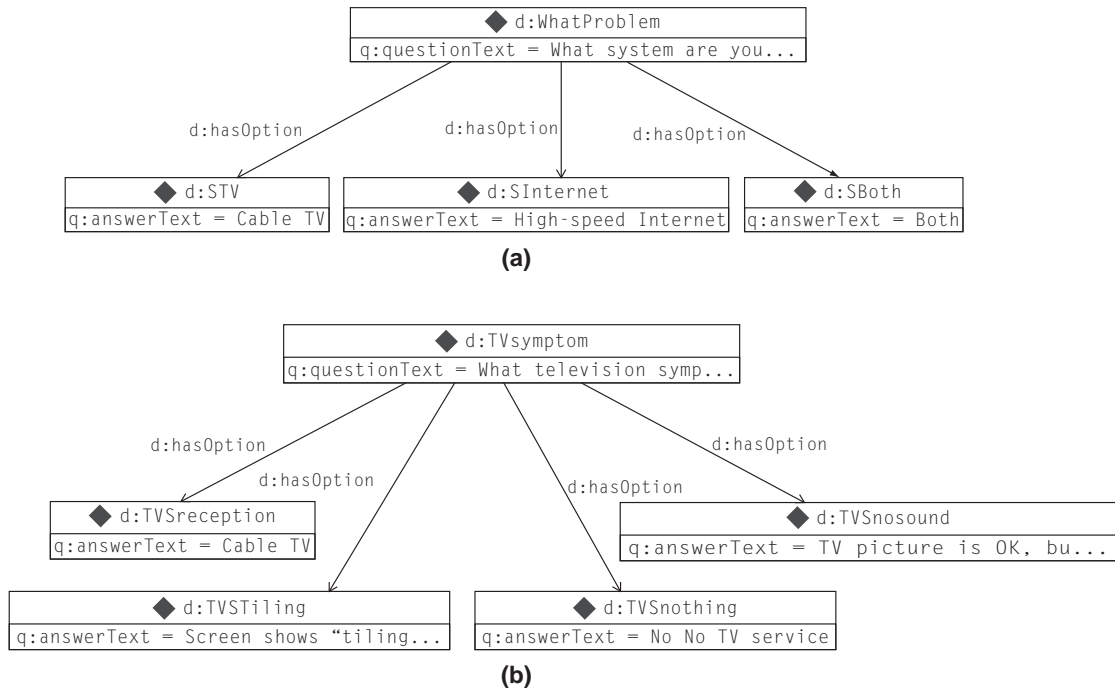 d:WhatProblem
q:questionText = What system are you...
d:hasOption
d:hasOption
d:hasOption
d:STV
q:answerText = Cable TV
d:SInternet
q:answerText = High-speed Internet
d:SBoth
q:answerText = Both
(a)
d:TVsymptom
q:questionText = What television symp...
d:hasOption
d:hasOption
d:hasOption
d:hasOption
d:TVSreception
q:answerText = Cable TV
d:TVSnosound
q:answerText = TV picture is OK, bu...
d:TVSTiling
q:answerText = Screen shows “tiling...
d:TVSnothing
q:answerText = No No TV service
(b)